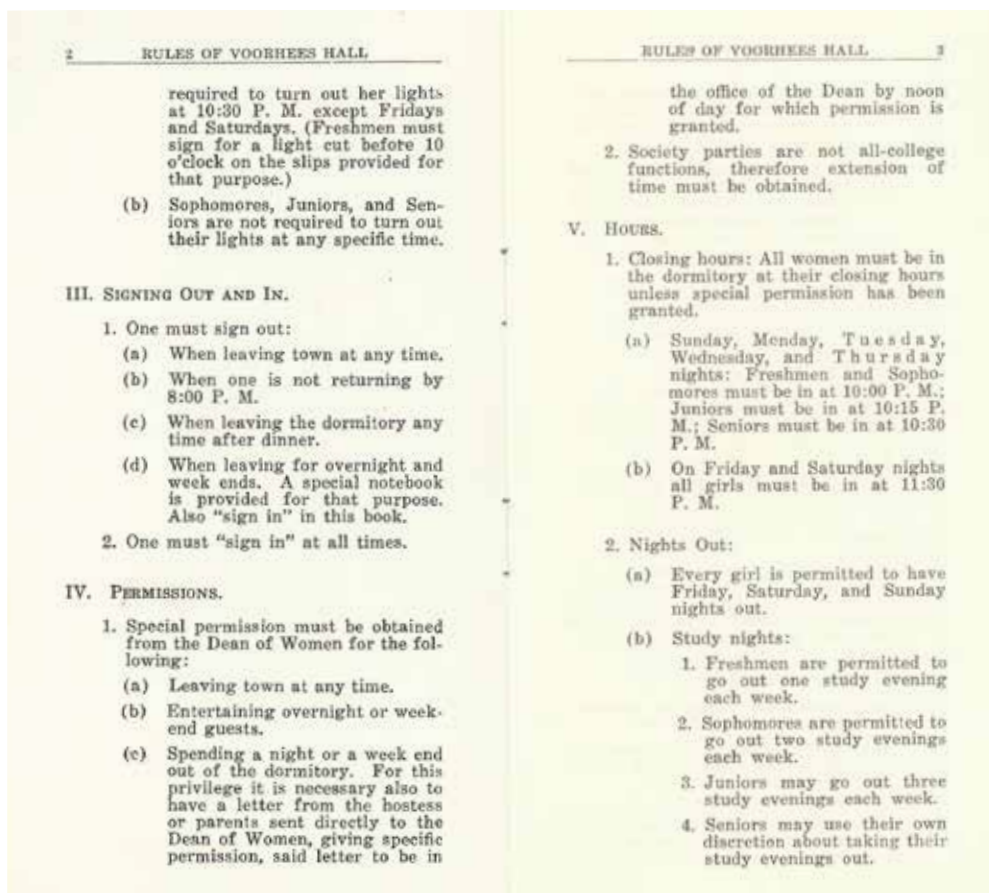 2 RULES OF VOORHEES HALL
required to turn out her lights
at 10:30 P. M. except Fridays
and Saturdays. (Freshmen must
sign for a light cut before 10
o'clock on the slips provided for
that purpose.)
(b) Sophomores, Juniors, and Sen-
iors are not required to turn out
their lights at any specific time.
III. SIGNING OUT AND IN.
1. One must sign out:
(a) When leaving town at any time.
(b) When one is not returning by
8:00 P. M.
(c) When leaving the dormitory any
time after dinner.
(d) When leaving for overnight and
week ends. A special notebook
is provided for that purpose.
Also "sign in" in this book.
2. One must "sign in" at all times.
IV. PERMISSIONS.
1. Special permission must be obtained
from the Dean of Women for the fol-
lowing:
(a) Leaving town at any time.
(b) Entertaining overnight or week-
end guests.
(c) Spending a night or a week end
out of the dormitory. For this
privilege it is necessary also to
have a letter from the hostess
or parents sent directly to the
Dean of Women, giving specific
permission, said letter to be in
RULES OF VOORHEES HALL 3
the office of the Dean by noon
of day for which permission is
granted.
2. Society parties are not all-college
functions, therefore extension of
time must be obtained.
V. HOURS.
1. Closing hours: All women must be in
the dormitory at their closing hours
unless special permission has been
granted.
(a) Sunday, Monday, Tuesday,
Wednesday, and Thursday
nights: Freshmen and Sopho-
mores must be in at 10:00 P. M.;
Juniors must be in at 10:15 P.
M.; Seniors must be in at 10:30
P. M.
(b) On Friday and Saturday nights
all girls must be in at 11:30
P. M.
2. Nights Out:
(a) Every girl is permitted to have
Friday, Saturday, and Sunday
nights out.
(b) Study nights:
1. Freshmen are permitted to
go out one study evening
each week.
2. Sophomores are permitted to
go out two study evenings
each week.
3. Juniors may go out three
study evenings each week.
4. Seniors may use their own
discretion about taking their
study evenings out.